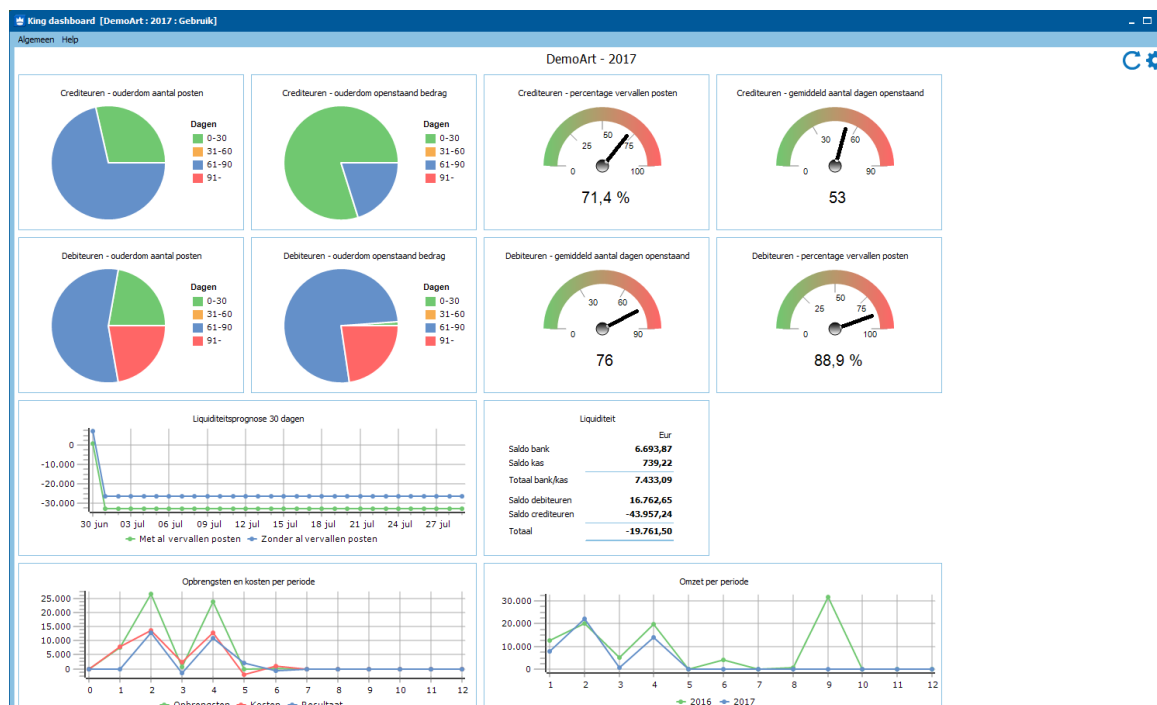 King dashboard [DemoArt : 2017 : Gebruik]
Algemeen Help
DemoArt - 2017
Crediteuren - ouderdom aantal posten
Dagen
0-30
31-60
61-90
91-
Crediteuren - ouderdom openstaand bedrag
Dagen
0-30
31-60
61-90
91-
Crediteuren - percentage vervallen posten
0 25 50 75 100
71,4 %
Crediteuren - gemiddeld aantal dagen openstaand
0 30 60 90
53
Debiteuren - ouderdom aantal posten
Dagen
0-30
31-60
61-90
91-
Debiteuren - ouderdom openstaand bedrag
Dagen
0-30
31-60
61-90
91-
Debiteuren - gemiddeld aantal dagen openstaand
0 30 60 90
76
Debiteuren - percentage vervallen posten
0 25 50 75 100
88,9 %
Liquiditeitsprognose 30 dagen
0
-10.000
-20.000
-30.000
30 jun 03 jul 06 jul 09 jul 12 jul 15 jul 18 jul 21 jul 24 jul 27 jul
Met al vervallen posten Zonder al vervallen posten
Liquiditeit
Eur
Saldo bank 6.693,87
Saldo kas 739,22
Totaal bank/kas 7.433,09
Saldo debiteuren 16.762,65
Saldo crediteuren -43.957,24
Totaal -19.761,50
Opbrengsten en kosten per periode
25.000
20.000
15.000
10.000
5.000
0
0 1 2 3 4 5 6 7 8 9 10 11 12
Opbrengsten Kosten Resultaat
Omzet per periode
30.000
20.000
10.000
0
1 2 3 4 5 6 7 8 9 10 11 12
2016 2017